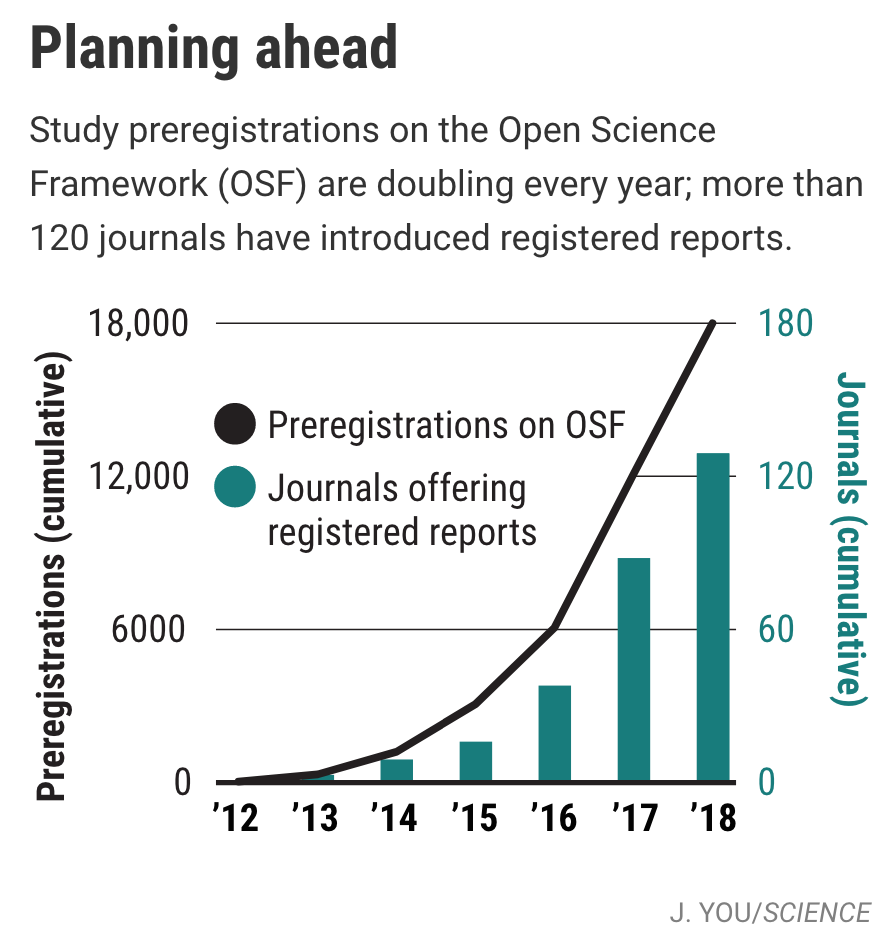 Planning ahead
Study preregistrations on the Open Science
Framework (OSF) are doubling every year; more than
120 journals have introduced registered reports.
18,000
12,000
6000
0
Preregistrations (cumulative)
Preregistrations on OSF
Journals offering
registered reports
180
120
60
0
Journals (cumulative)
’12 ’13 ’14 ’15 ’16 ’17 ’18
J. YOU/SCIENCE